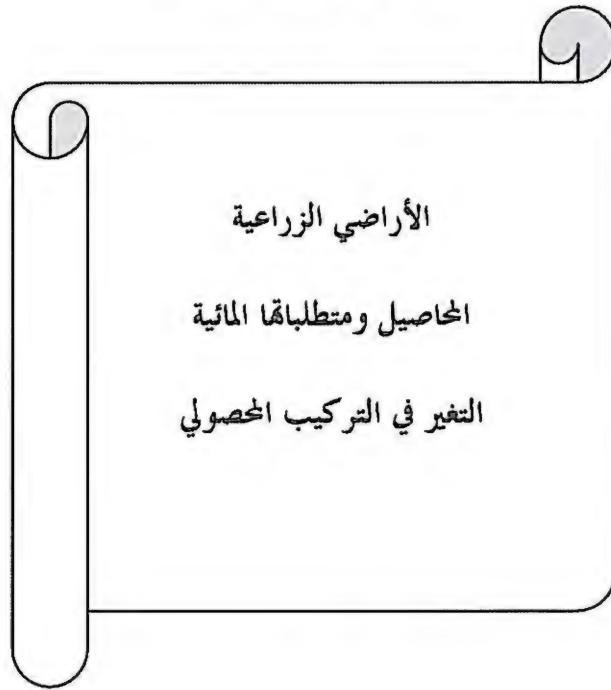 الأراضي الزراعية
المحاصيل ومتطلباتها المائية
التغير في التركيب المحصولي